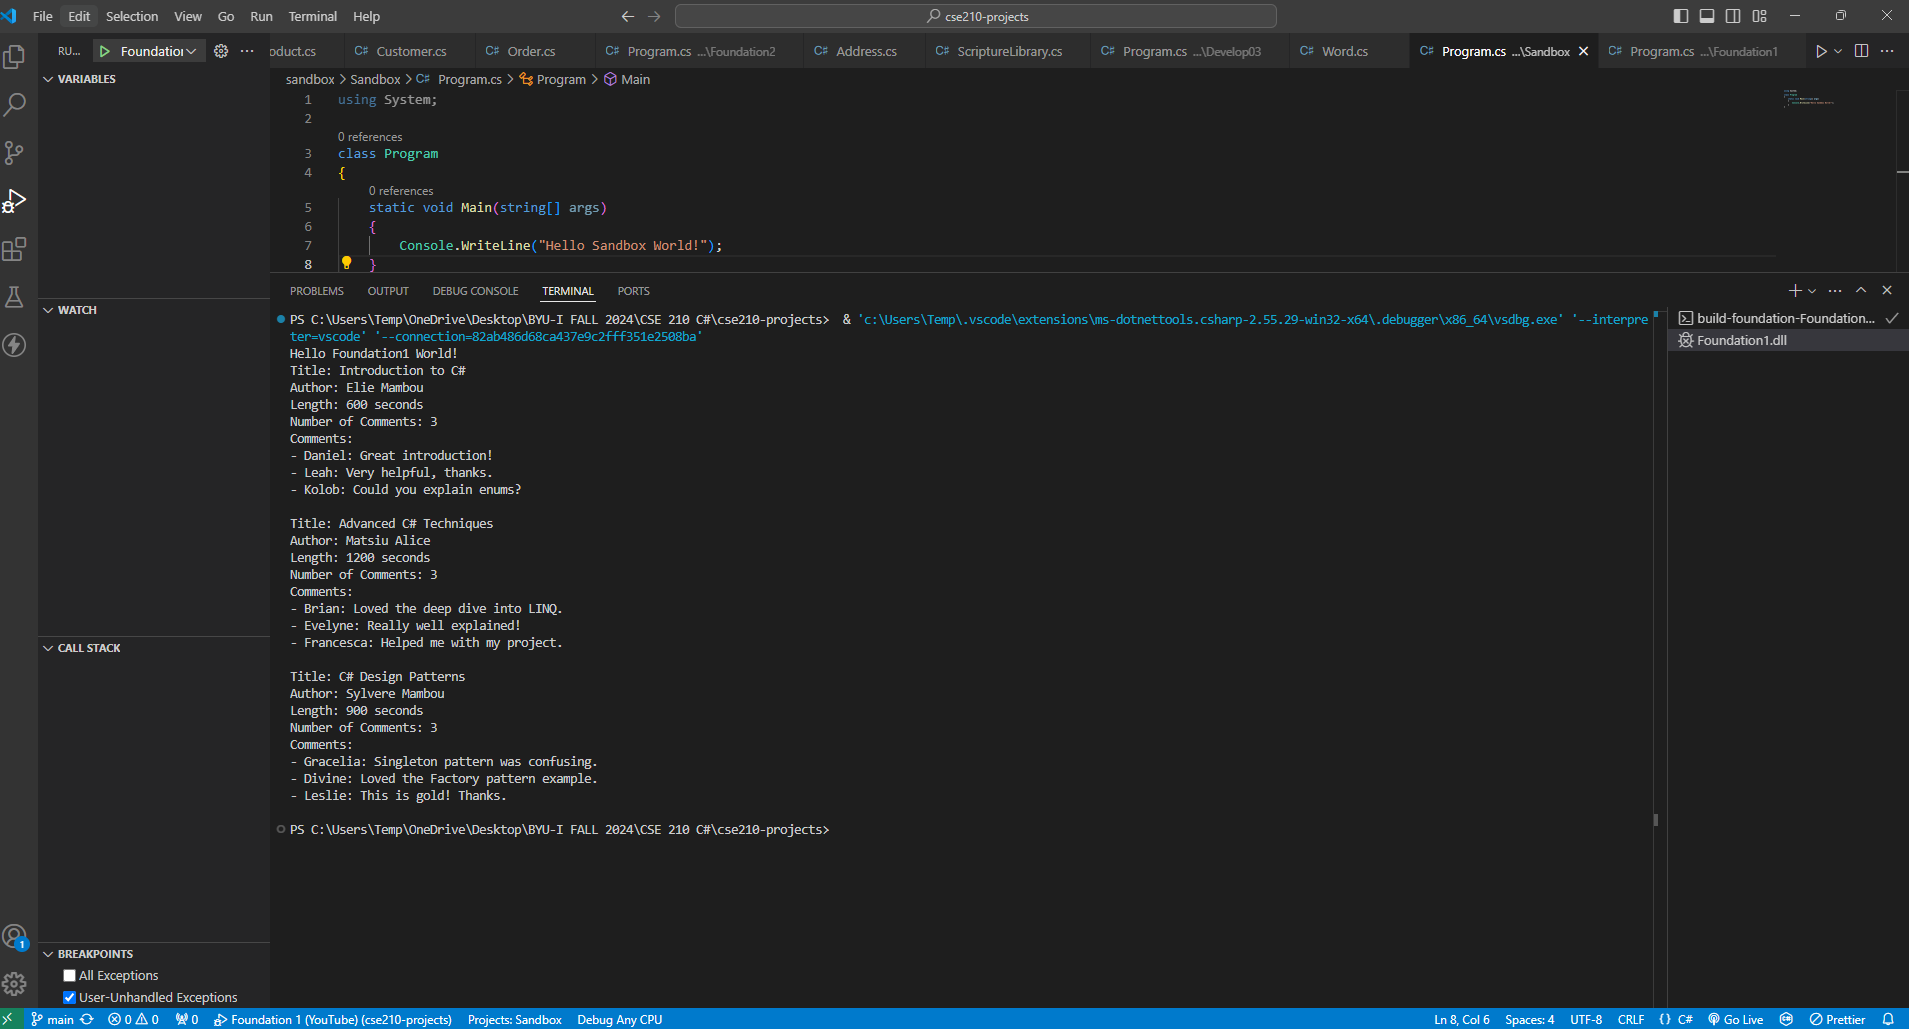 File Edit Selection View Go Run Terminal Help
cse210-projects
RU... Foundation
oduct.cs Customer.cs Order.cs Program.cs ...\Foundation2 Address.cs ScriptureLibrary.cs Program.cs ...\Develop03 Word.cs Program.cs ...\Sandbox Program.cs ...\Foundation1
VARIABLES
sandbox > Sandbox > Program.cs > Program > Main
1 using System;
2
0 references
3 class Program
4 {
0 references
5 static void Main(string[] args)
6 {
7 Console.WriteLine("Hello Sandbox World!");
8 }
PROBLEMS OUTPUT DEBUG CONSOLE TERMINAL PORTS
WATCH
PS C:\Users\Temp\OneDrive\Desktop\BYU-I FALL 2024\CSE 210 C#\cse210-projects> & 'c:\Users\Temp\.vscode\extensions\ms-dotnettools.csharp-2.55.29-win32-x64\.debugger\x86_64\vsdbg.exe' '--interpre
ter=vscode' '--connection=82ab486d68ca437e9c2fff351e2508ba'
Hello Foundation1 World!
Title: Introduction to C#
Author: Elie Mambou
Length: 600 seconds
Number of Comments: 3
Comments:
- Daniel: Great introduction!
- Leah: Very helpful, thanks.
- Kolob: Could you explain enums?
Title: Advanced C# Techniques
Author: Matsiu Alice
Length: 1200 seconds
Number of Comments: 3
Comments:
- Brian: Loved the deep dive into LINQ.
- Evelyne: Really well explained!
- Francesca: Helped me with my project.
Title: C# Design Patterns
Author: Sylvere Mambou
Length: 900 seconds
Number of Comments: 3
Comments:
- Gracelia: Singleton pattern was confusing.
- Divine: Loved the Factory pattern example.
- Leslie: This is gold! Thanks.
PS C:\Users\Temp\OneDrive\Desktop\BYU-I FALL 2024\CSE 210 C#\cse210-projects>
build-foundation-Foundation...
Foundation1.dll
CALL STACK
1
BREAKPOINTS
All Exceptions
User-Unhandled Exceptions
main 0 0 0 Foundation 1 (YouTube) (cse210-projects) Projects: Sandbox Debug Any CPU Ln 8, Col 6 Spaces: 4 UTF-8 CRLF {} C# Go Live Prettier